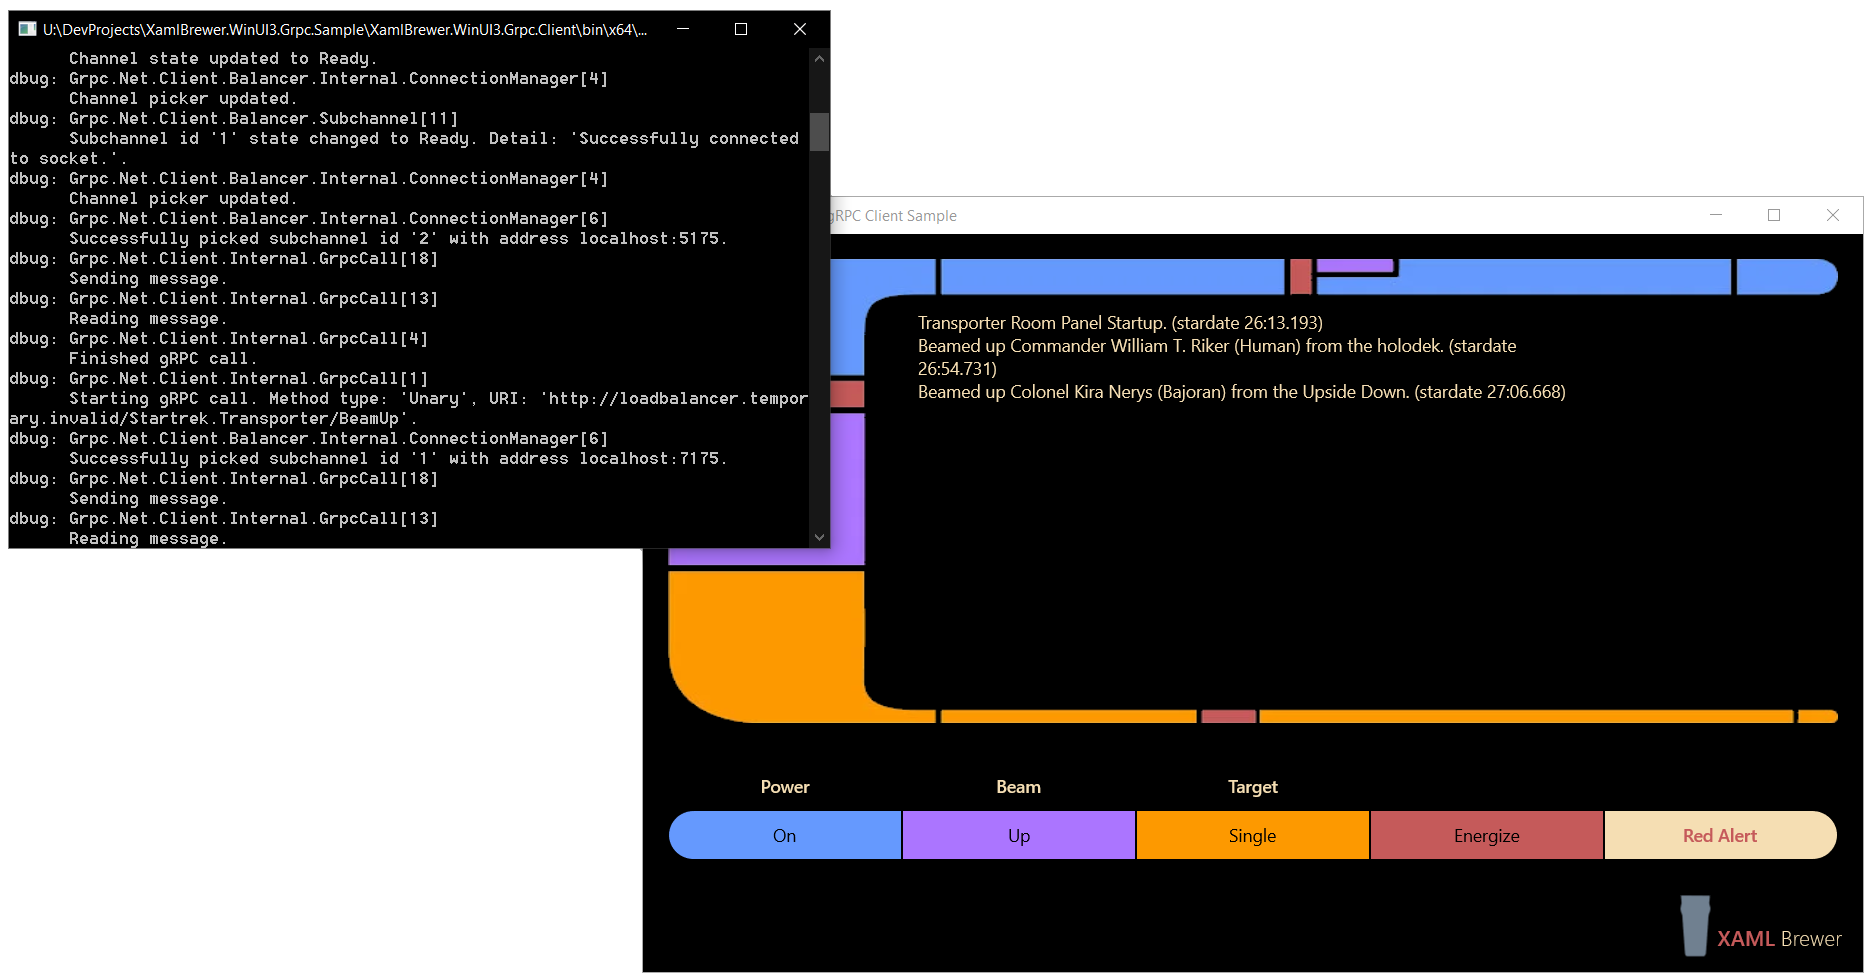 U:\DevProjects\XamlBrewer.WinUI3.Grpc.Sample\XamlBrewer.WinUI3.Grpc.Client\bin\x64\...
Channel state updated to Ready.
dbug: Grpc.Net.Client.Balancer.Internal.ConnectionManager[4]
Channel picker updated.
dbug: Grpc.Net.Client.Balancer.Subchannel[11]
Subchannel id '1' state changed to Ready. Detail: 'Successfully connected
to socket.'.
dbug: Grpc.Net.Client.Balancer.Internal.ConnectionManager[4]
Channel picker updated.
dbug: Grpc.Net.Client.Balancer.Internal.ConnectionManager[6]
Successfully picked subchannel id '2' with address localhost:5175.
dbug: Grpc.Net.Client.Internal.GrpcCall[18]
Sending message.
dbug: Grpc.Net.Client.Internal.GrpcCall[13]
Reading message.
dbug: Grpc.Net.Client.Internal.GrpcCall[4]
Finished gRPC call.
dbug: Grpc.Net.Client.Internal.GrpcCall[1]
Starting gRPC call. Method type: 'Unary', URI: 'http://loadbalancer.tempor
ary.invalid/Startrek.Transporter/BeamUp'.
dbug: Grpc.Net.Client.Balancer.Internal.ConnectionManager[6]
Successfully picked subchannel id '1' with address localhost:7175.
dbug: Grpc.Net.Client.Internal.GrpcCall[18]
Sending message.
dbug: Grpc.Net.Client.Internal.GrpcCall[13]
Reading message.
gRPC Client Sample
Transporter Room Panel Startup. (stardate 26:13.193)
Beamed up Commander William T. Riker (Human) from the holodek. (stardate
26:54.731)
Beamed up Colonel Kira Nerys (Bajoran) from the Upside Down. (stardate 27:06.668)
Power Beam Target
On Up Single Energize Red Alert
XAML Brewer